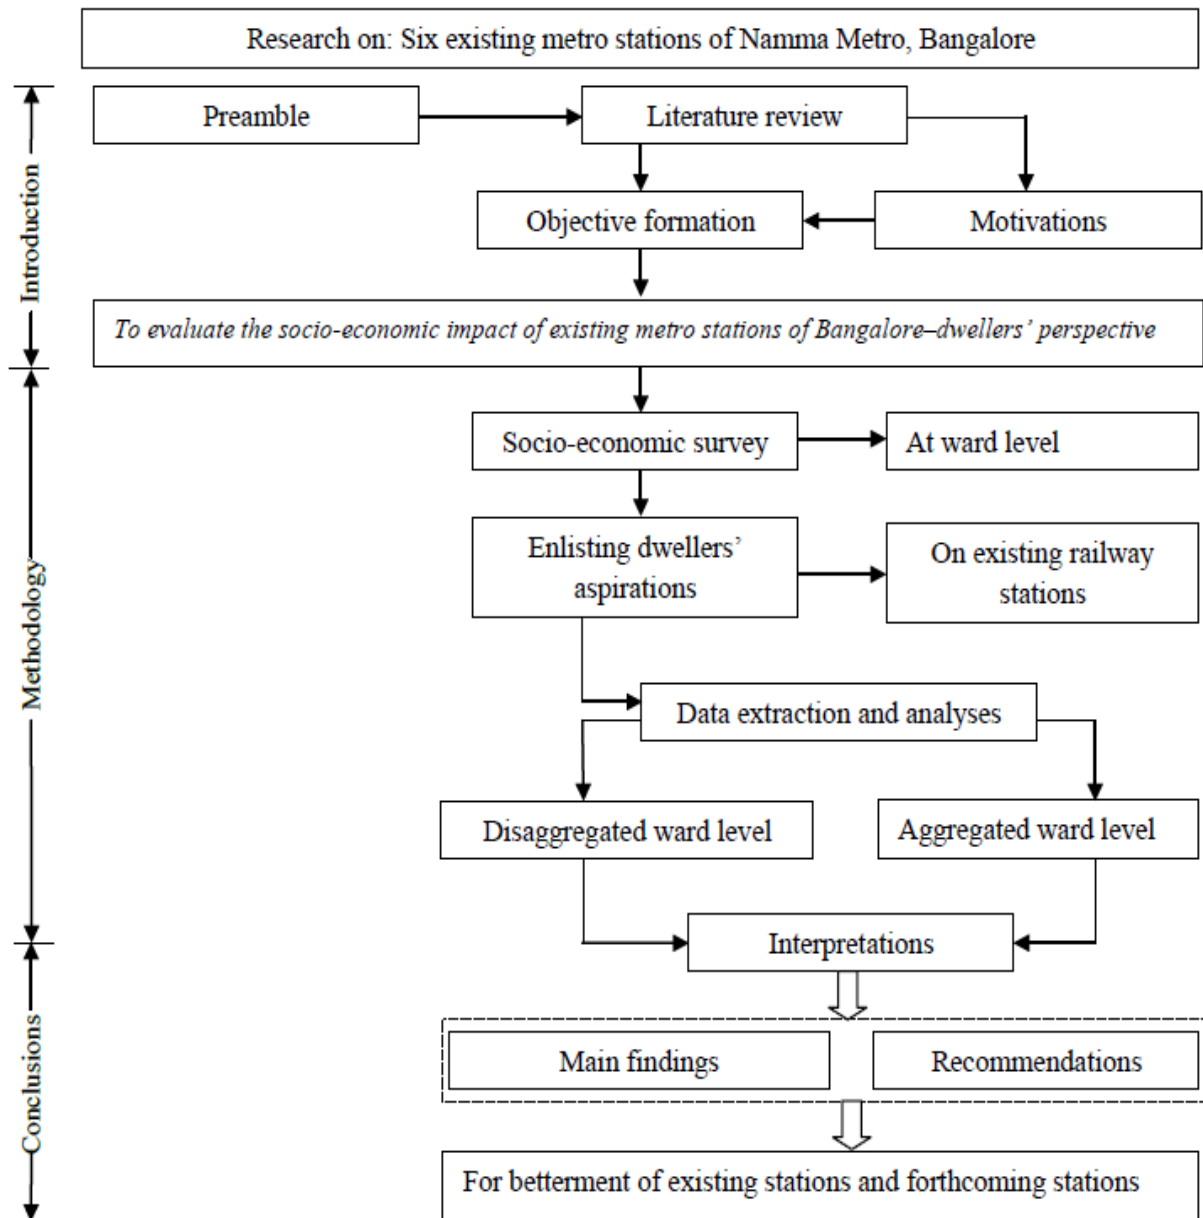 Research on: Six existing metro stations of Namma Metro, Bangalore
Introduction
Preamble
Literature review
Objective formation
Motivations
To evaluate the socio-economic impact of existing metro stations of Bangalore–dwellers’ perspective
Methodology
Socio-economic survey
At ward level
Enlisting dwellers’
aspirations
On existing railway
stations
Data extraction and analyses
Disaggregated ward level
Aggregated ward level
Interpretations
Conclusions
Main findings
Recommendations
For betterment of existing stations and forthcoming stations